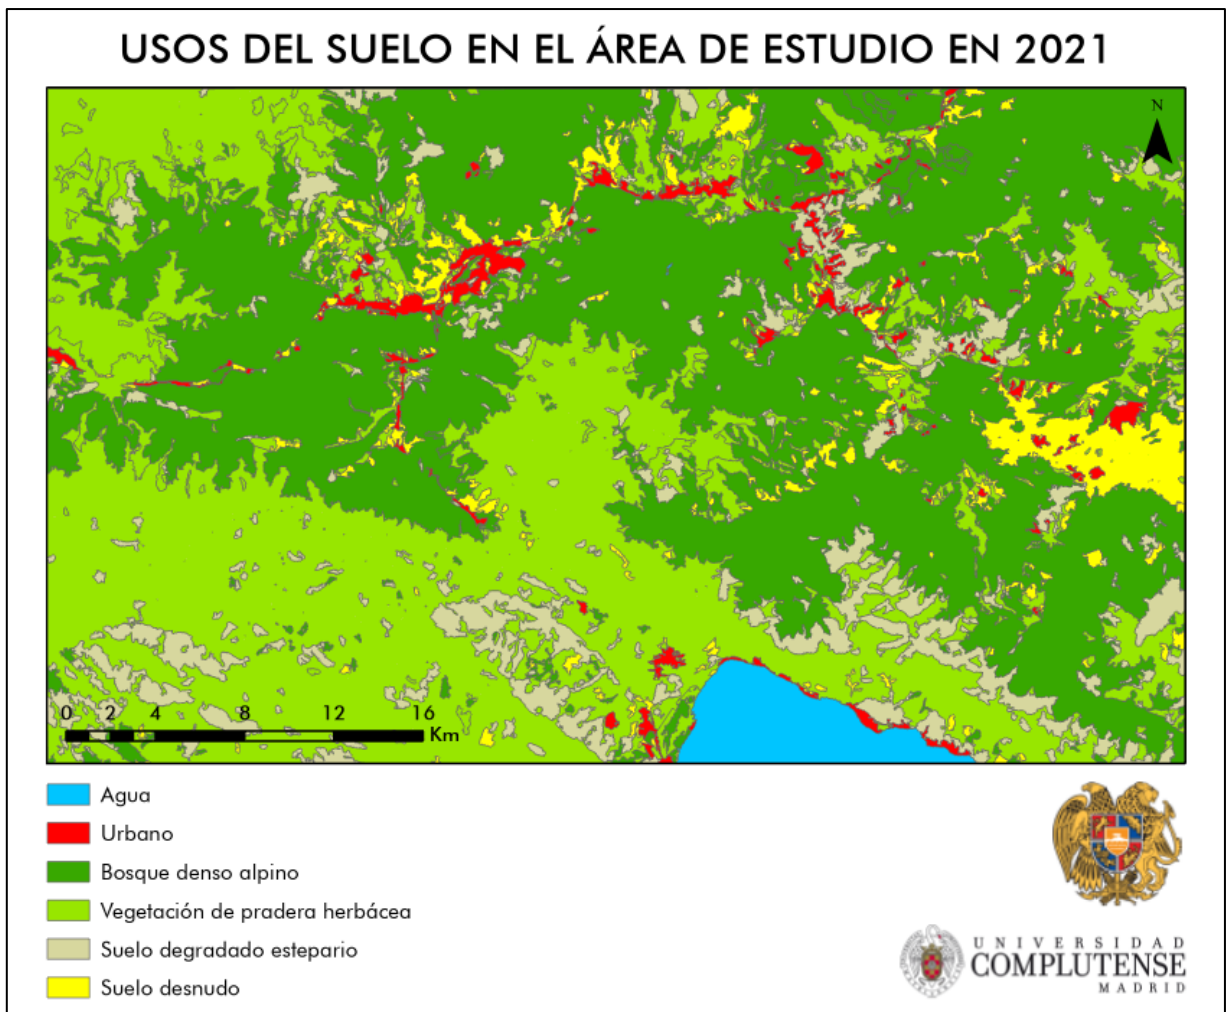 USOS DEL SUELO EN EL ÁREA DE ESTUDIO EN 2021
N
0 2 4 8 12 16
Km
Agua
Urbano
Bosque denso alpino
Vegetación de pradera herbácea
Suelo degradado estepario
Suelo desnudo
UNIVERSIDAD
COMPLUTENSE
MADRID